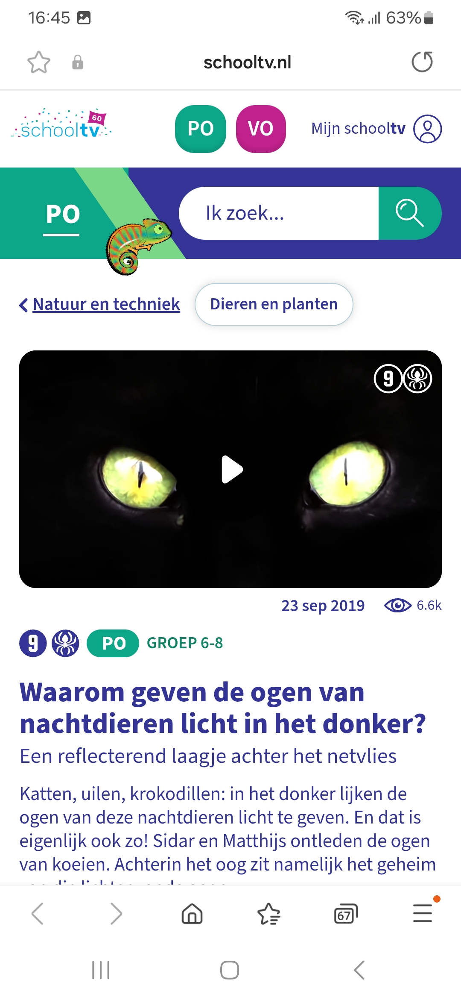 16:45
63%
schooltv.nl
60
schooltv
PO
VO
Mijn schooltv
PO
Ik zoek...
Natuur en techniek
Dieren en planten
9
23 sep 2019
6.6k
9
PO
GROEP 6-8
Waarom geven de ogen van
nachtdieren licht in het donker?
Een reflecterend laagje achter het netvlies
Katten, uilen, krokodillen: in het donker lijken de
ogen van deze nachtdieren licht te geven. En dat is
eigenlijk ook zo! Sidar en Matthijs ontleden de ogen
van koeien. Achterin het oog zit namelijk het geheim
67